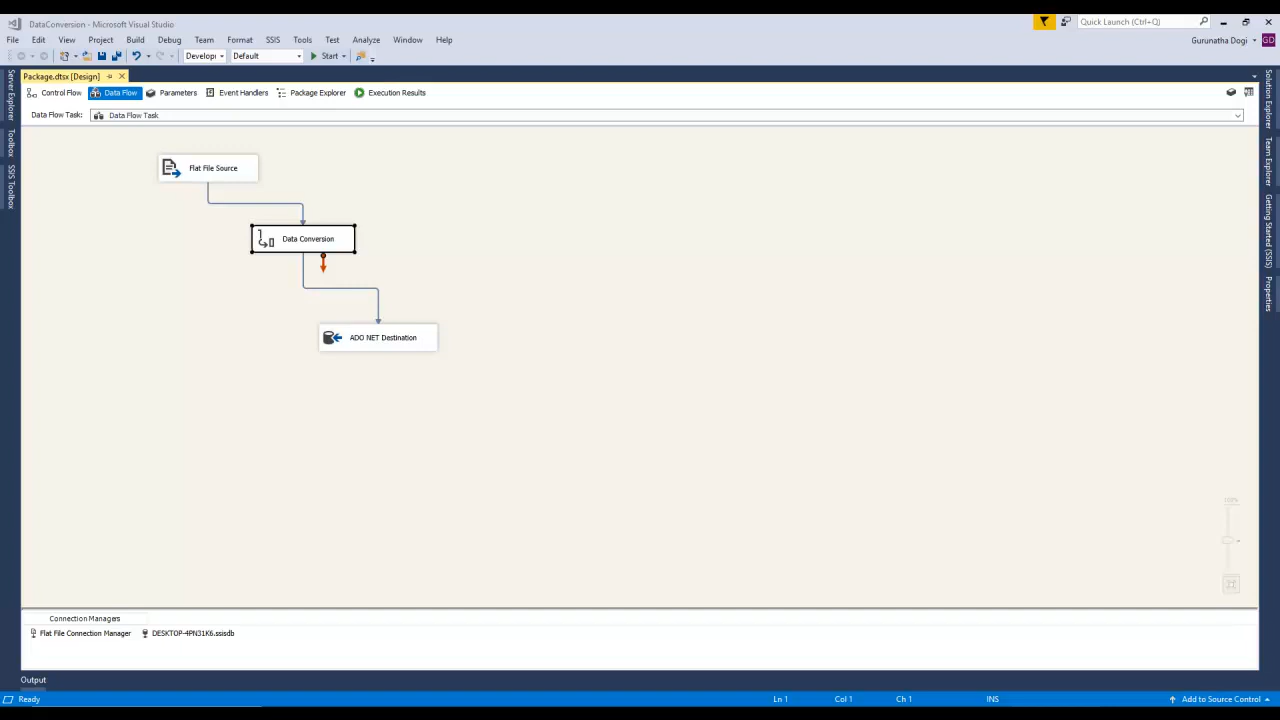 DataConversion - Microsoft Visual Studio
Quick Launch (Ctrl+Q)
File Edit View Project Build Debug Team Format SSIS Tools Test Analyze Window Help
Gurunatha Dogi GD
Develop Default Start
Package.dtsx [Design]
Control Flow Data Flow Parameters Event Handlers Package Explorer Execution Results
Data Flow Task: Data Flow Task
Server Explorer
Toolbox
SSIS Toolbox
Flat File Source
Data Conversion
ADO NET Destination
Solution Explorer
Team Explorer
Getting Started (SSIS)
Properties
100%
Connection Managers
Flat File Connection Manager DESKTOP-4PN31K6.ssisdb
Output
Ready Ln 1 Col 1 Ch 1 INS Add to Source Control